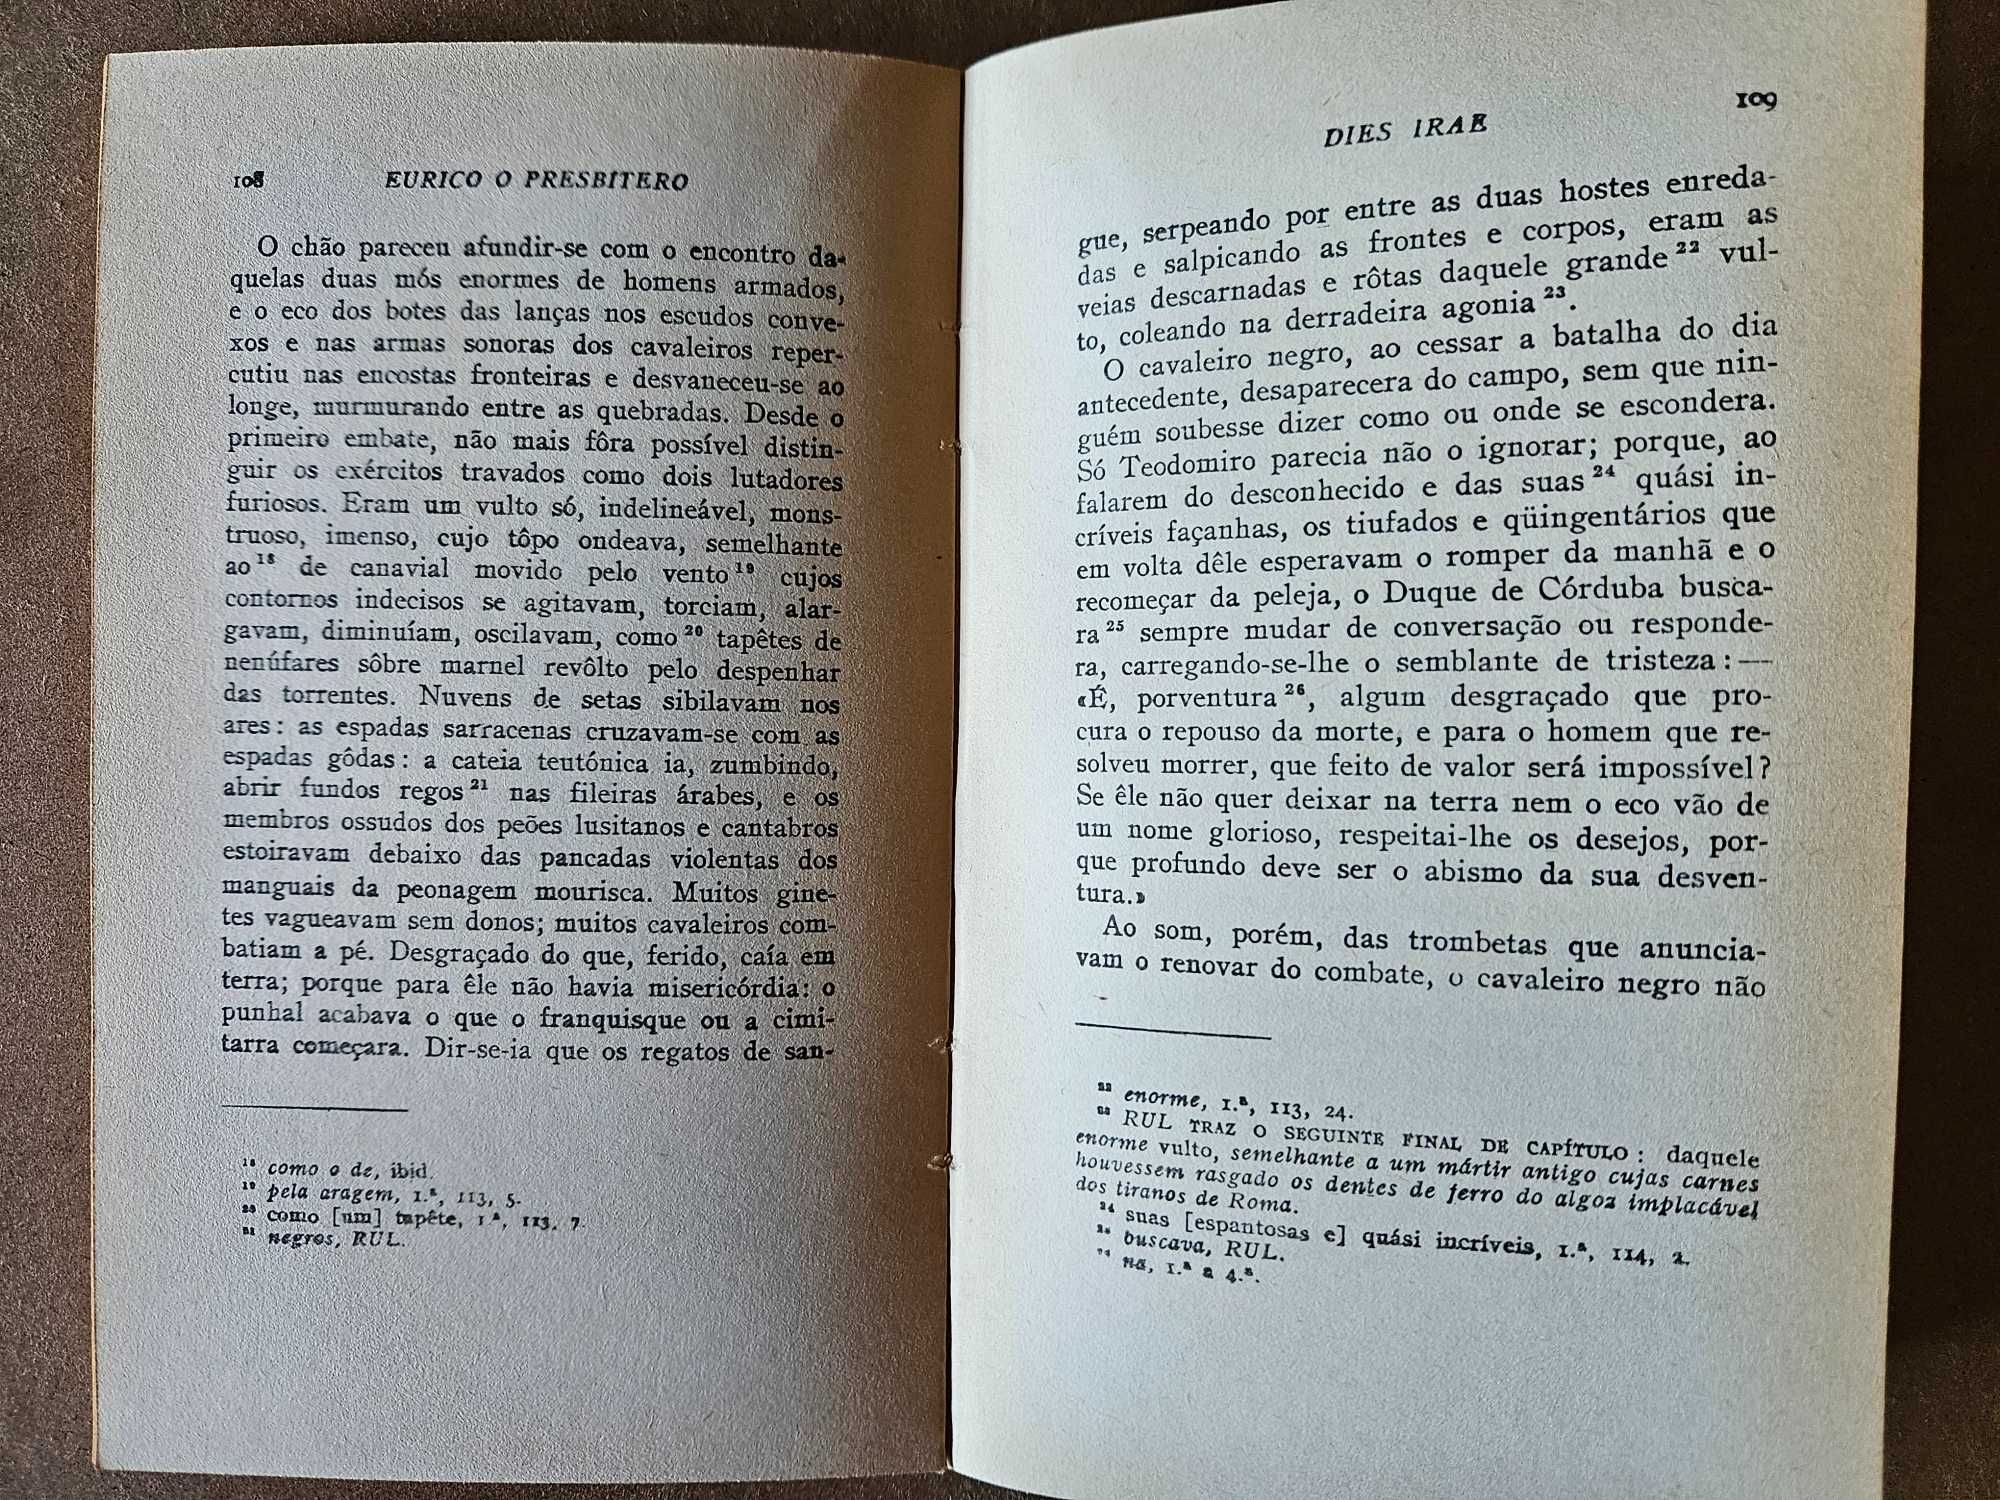 108 EURICO O PRESBITERO
O chão pareceu afundir-se com o encontro da-
quelas duas mós enormes de homens armados,
e o eco dos botes das lanças nos escudos conve-
xos e nas armas sonoras dos cavaleiros reper-
cutiu nas encostas fronteiras e desvaneceu-se ao
longe, murmurando entre as quebradas. Desde o
primeiro embate, não mais fôra possível distin-
guir os exércitos travados como dois lutadores
furiosos. Eram um vulto só, indelineável, mons-
truoso, imenso, cujo tôpo ondeava, semelhante
ao¹⁸ de canavial movido pelo vento¹⁹ cujos
contornos indecisos se agitavam, torciam, alar-
gavam, diminuíam, oscilavam, como²⁰ tapêtes de
nenúfares sôbre marnel revôlto pelo despenhar
das torrentes. Nuvens de setas sibilavam nos
ares: as espadas sarracenas cruzavam-se com as
espadas gôdas: a cateia teutónica ia, zumbindo,
abrir fundos regos²¹ nas fileiras árabes, e os
membros ossudos dos peões lusitanos e cantabros
estoiravam debaixo das pancadas violentas dos
manguais da peonagem mourisca. Muitos gine-
tes vagueavam sem donos; muitos cavaleiros com-
batiam a pé. Desgraçado do que, ferido, caía em
terra; porque para êle não havia misericórdia: o
punhal acabava o que o franquisque ou a cimi-
tarra começara. Dir-se-ia que os regatos de san-
¹⁸ como o de, ibid.
¹⁹ pela aragem, 1.ª, 113, 5.
²⁰ como [um] tapête, 1.ª, 113, 7.
²¹ negros, RUL.
109
DIES IRAE
gue, serpeando por entre as duas hostes enreda-
das e salpicando as frontes e corpos, eram as
veias descarnadas e rôtas daquele grande²² vul-
to, coleando na derradeira agonia²³.
O cavaleiro negro, ao cessar a batalha do dia
antecedente, desaparecera do campo, sem que nin-
guém soubesse dizer como ou onde se escondera.
Só Teodomiro parecia não o ignorar; porque, ao
falarem do desconhecido e das suas²⁴ quási in-
críveis façanhas, os tiufados e qüingentários que
em volta dêle esperavam o romper da manhã e o
recomeçar da peleja, o Duque de Córduba busca-
ra²⁵ sempre mudar de conversação ou responde-
ra, carregando-se-lhe o semblante de tristeza: —
«É, porventura²⁶, algum desgraçado que pro-
cura o repouso da morte, e para o homem que re-
solveu morrer, que feito de valor será impossível?
Se êle não quer deixar na terra nem o eco vão de
um nome glorioso, respeitai-lhe os desejos, por-
que profundo deve ser o abismo da sua desven-
tura.»
Ao som, porém, das trombetas que anuncia-
vam o renovar do combate, o cavaleiro negro não
²² enorme, 1.ª, 113, 24.
²³ RUL TRAZ O SEGUINTE FINAL DE CAPÍTULO: daquele
enorme vulto, semelhante a um mártir antigo cujas carnes
houvessem rasgado os dentes de ferro do algoz implacável
dos tiranos de Roma.
²⁴ suas [espantosas e] quási incríveis, 1.ª, 114, 2.
²⁵ buscava, RUL.
na, 1.ª a 4.ª.